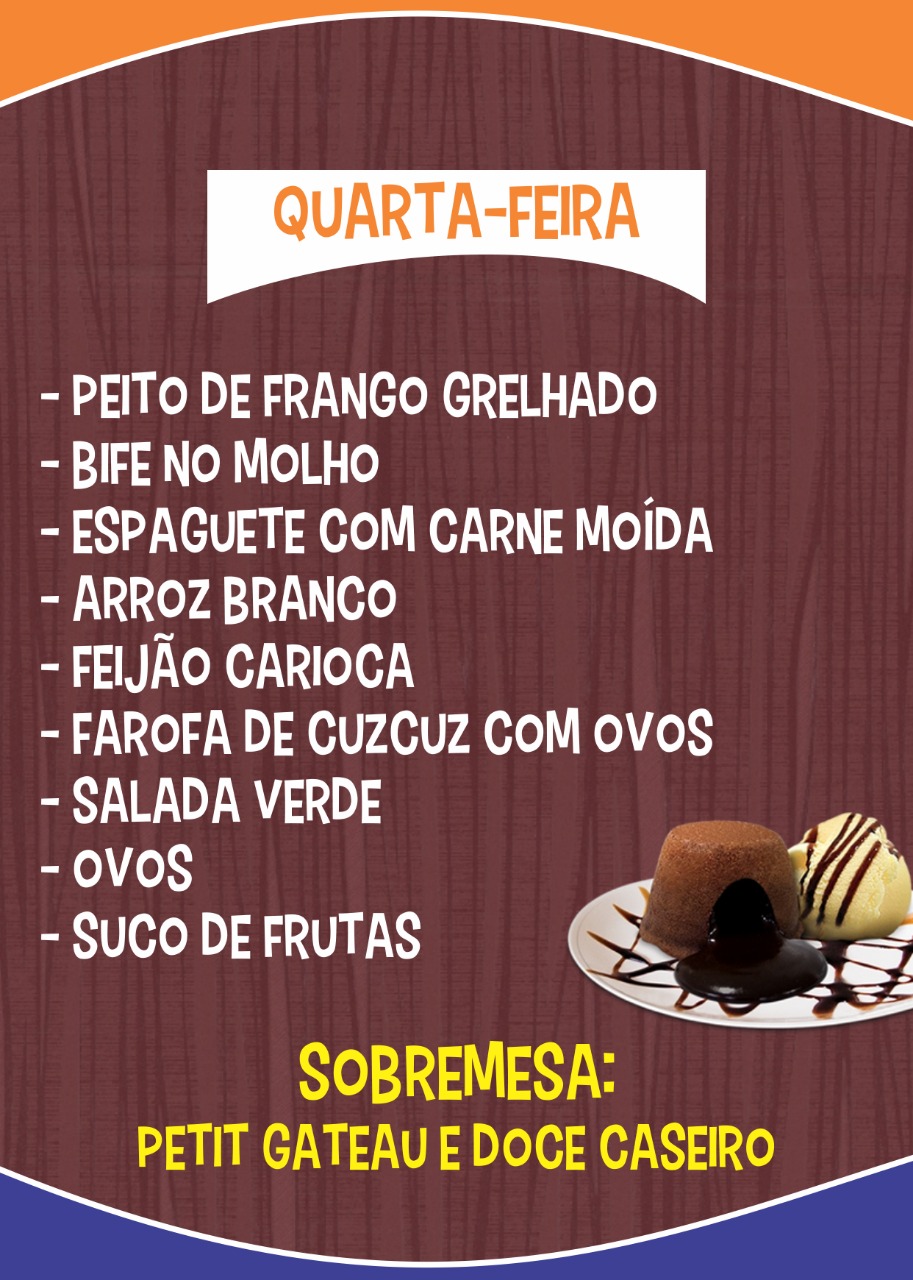 QUARTA-FEIRA
- PEITO DE FRANGO GRELHADO
- BIFE NO MOLHO
- ESPAGUETE COM CARNE MOÍDA
- ARROZ BRANCO
- FEIJÃO CARIOCA
- FAROFA DE CUZCUZ COM OVOS
- SALADA VERDE
- OVOS
- SUCO DE FRUTAS
SOBREMESA:
PETIT GATEAU E DOCE CASEIRO